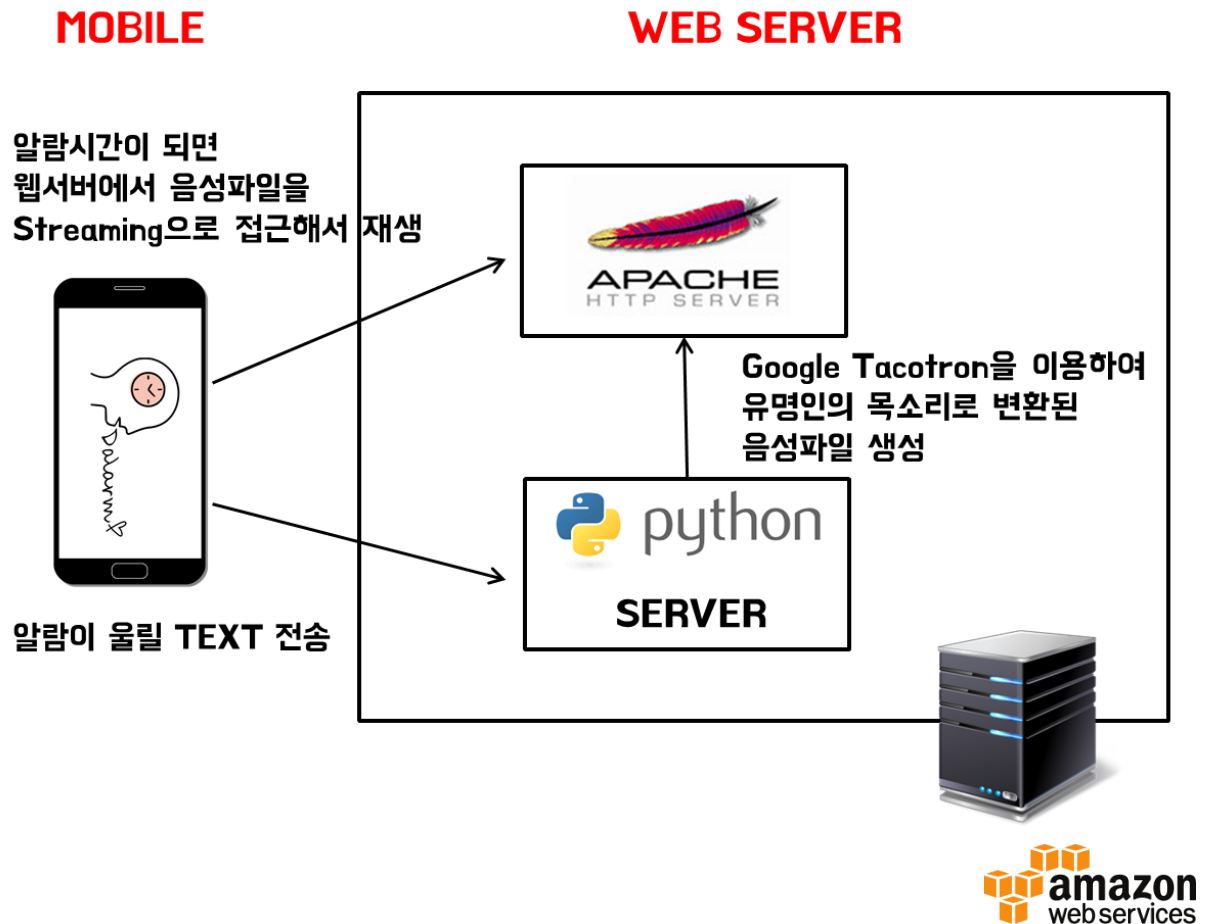 MOBILE
WEB SERVER
알람시간이 되면
웹서버에서 음성파일을
Streaming으로 접근해서 재생
APACHE
HTTP SERVER
Google Tacotron을 이용하여
유명인의 목소리로 변환된
음성파일 생성
Dalarm
python
SERVER
알람이 울릴 TEXT 전송
amazon
web services